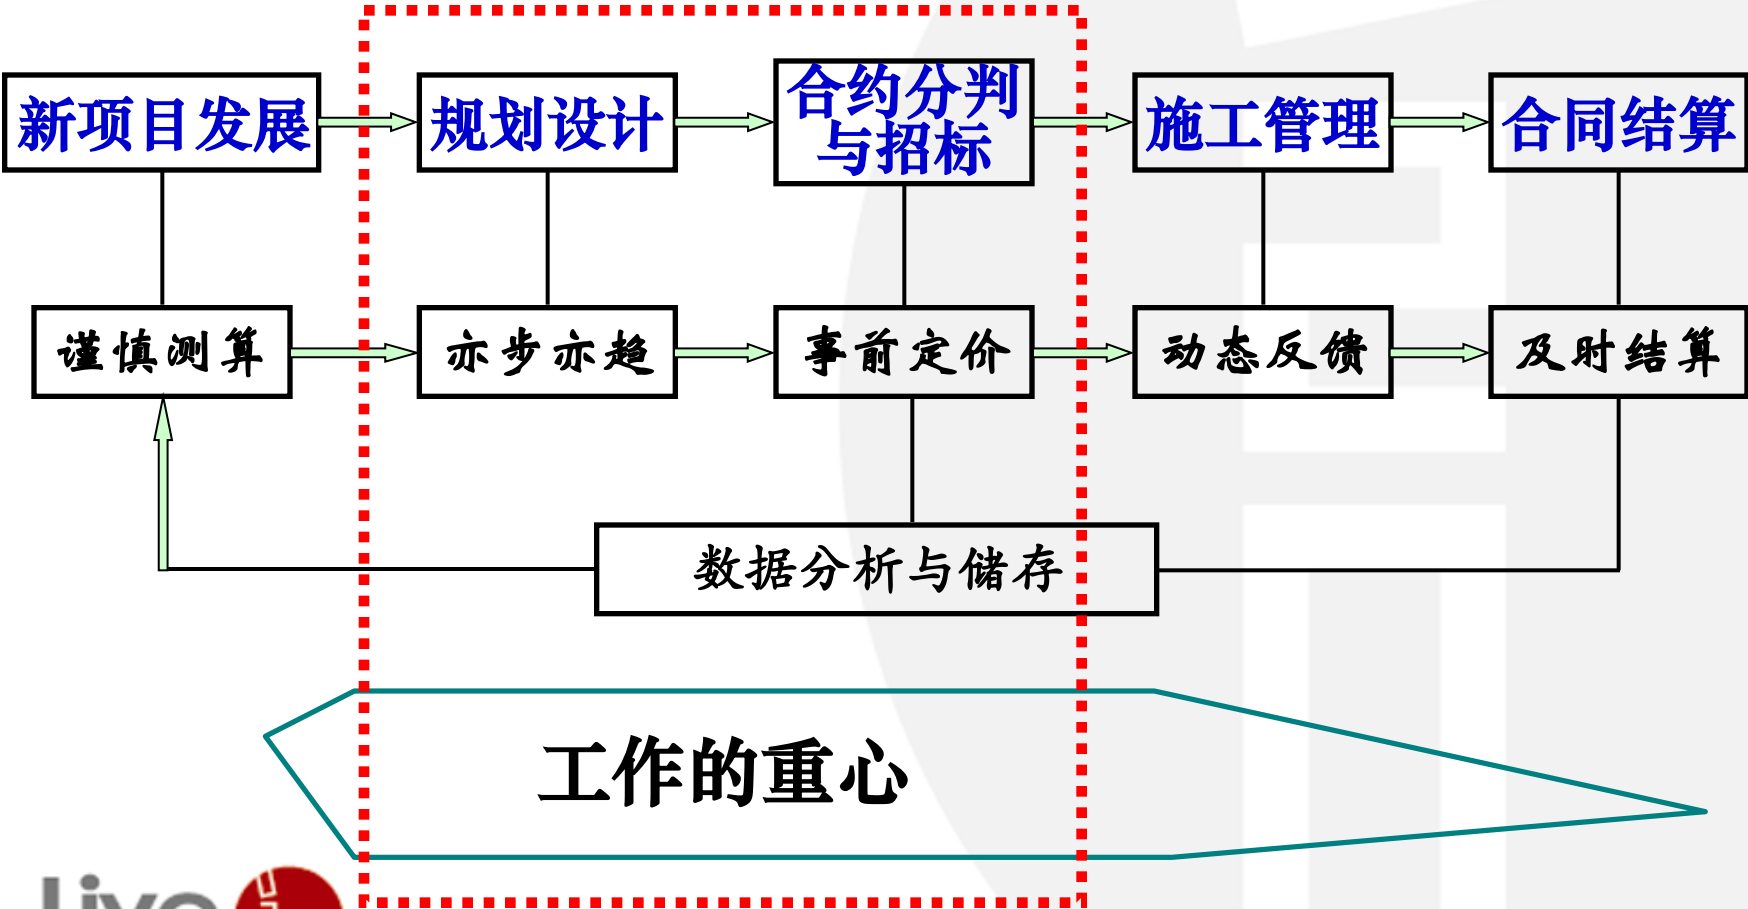 新项目发展
规划设计
合约分判
与招标
施工管理
合同结算
谨慎测算
亦步亦趋
事前定价
动态反馈
及时结算
数据分析与储存
工作的重心